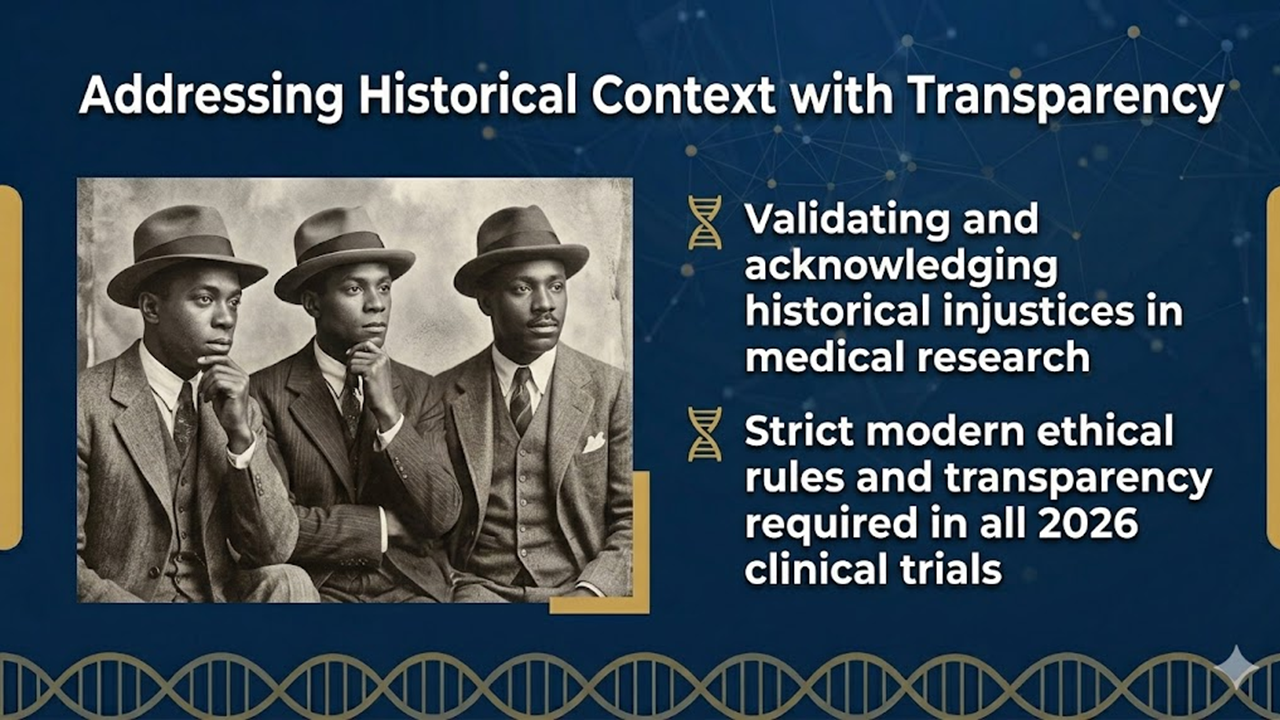 Addressing Historical Context with Transparency
Validating and
acknowledging
historical injustices in
medical research
Strict modern ethical
rules and transparency
required in all 2026
clinical trials